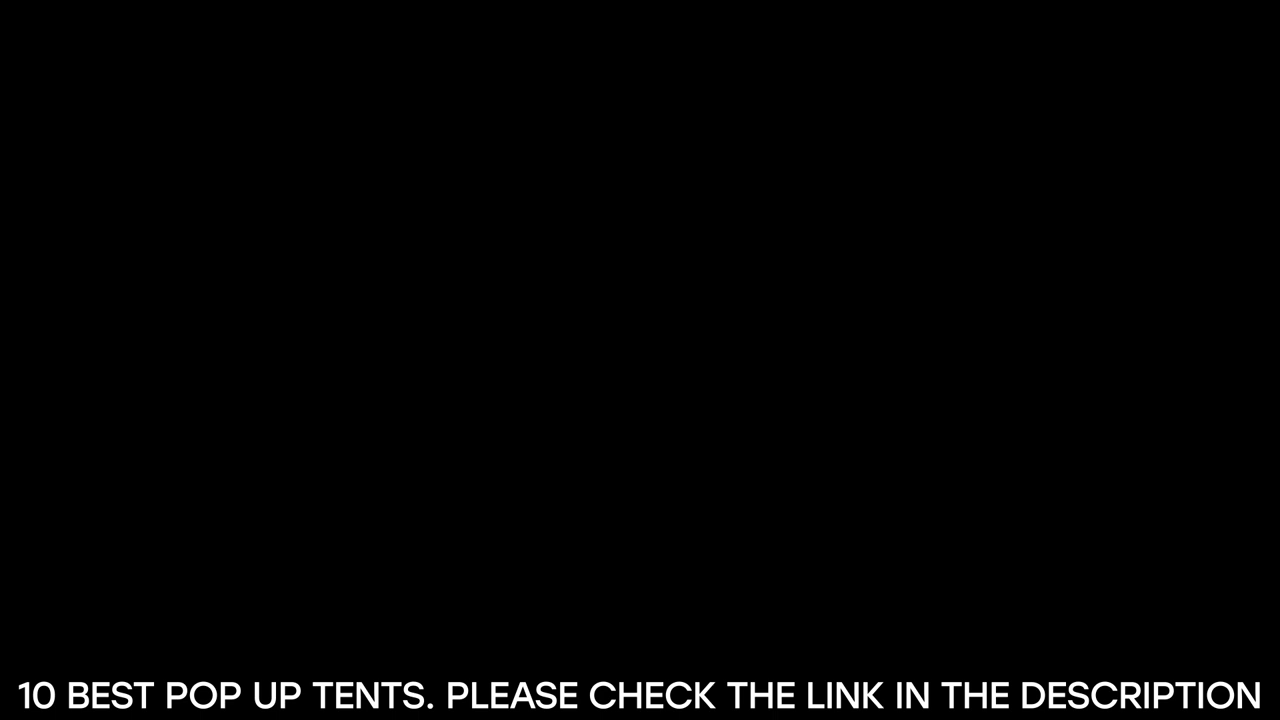 10 BEST POP UP TENTS. PLEASE CHECK THE LINK IN THE DESCRIPTION